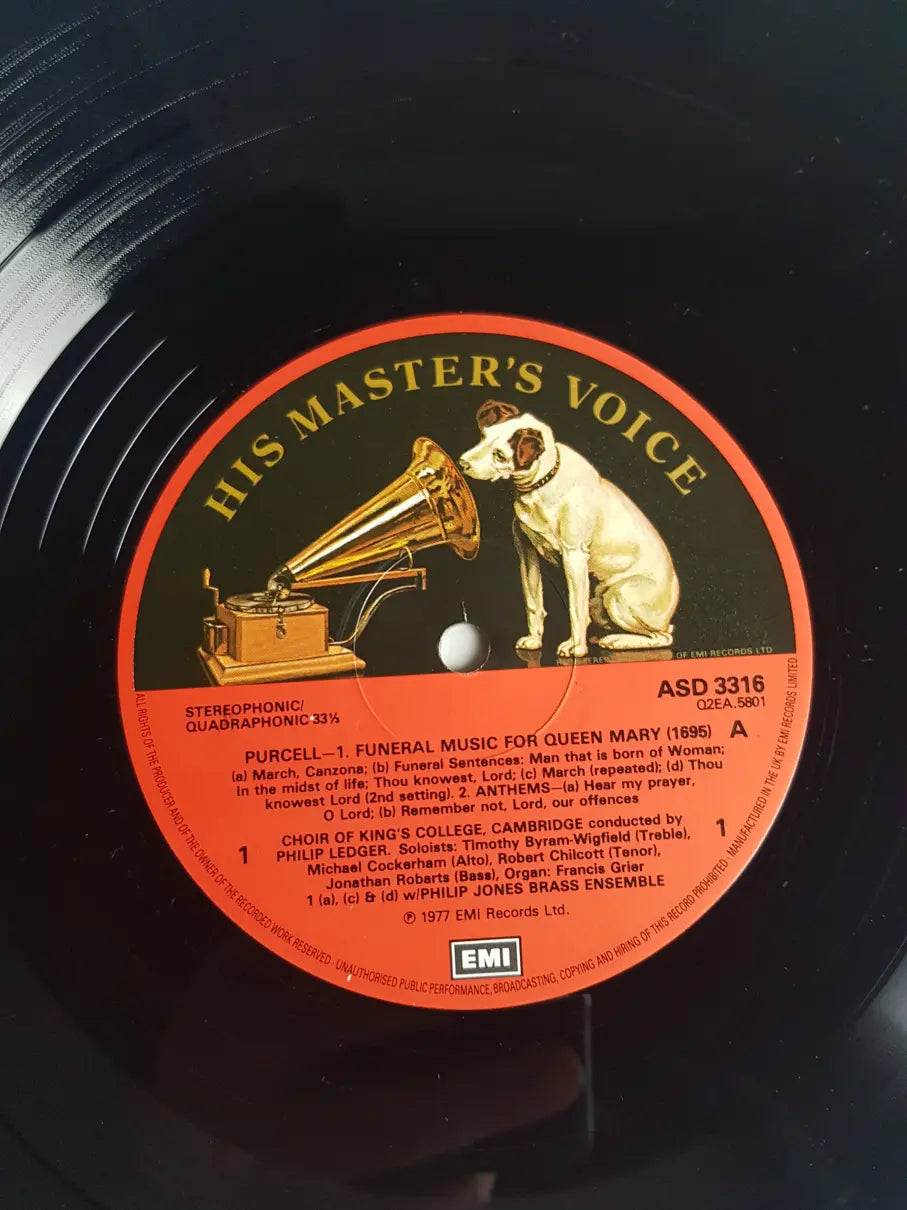 HIS MASTER'S VOICE
OF EMI RECORDS LTD
STEREOPHONIC/
QUADRAPHONIC 33⅓
ASD 3316
Q2EA.5801
A
PURCELL—1. FUNERAL MUSIC FOR QUEEN MARY (1695)
(a) March, Canzona; (b) Funeral Sentences: Man that is born of Woman;
In the midst of life; Thou knowest, Lord; (c) March (repeated); (d) Thou
knowest Lord (2nd setting). 2. ANTHEMS—(a) Hear my prayer,
O Lord; (b) Remember not, Lord, our offences
1
CHOIR OF KING'S COLLEGE, CAMBRIDGE conducted by
PHILIP LEDGER. Soloists: Timothy Byram-Wigfield (Treble),
Michael Cockerham (Alto), Robert Chilcott (Tenor),
Jonathan Robarts (Bass), Organ: Francis Grier
1 (a), (c) & (d) w/PHILIP JONES BRASS ENSEMBLE
1
℗ 1977 EMI Records Ltd.
EMI
ALL RIGHTS OF THE PRODUCER AND OF THE OWNER OF THE RECORDED WORK RESERVED · UNAUTHORISED PUBLIC PERFORMANCE, BROADCASTING, COPYING AND HIRING OF THIS RECORD PROHIBITED · MANUFACTURED IN THE UK BY EMI RECORDS LIMITED